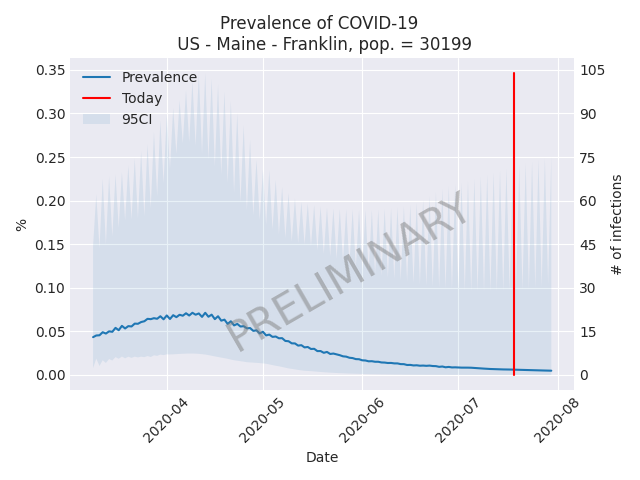 Prevalence of COVID-19
US - Maine - Franklin, pop. = 30199
Prevalence
Today
95CI
0.35
0.30
0.25
0.20
0.15
0.10
0.05
0.00
%
105
90
75
60
45
30
15
0
# of infections
PRELIMINARY
2020-04
2020-05
2020-06
2020-07
2020-08
Date